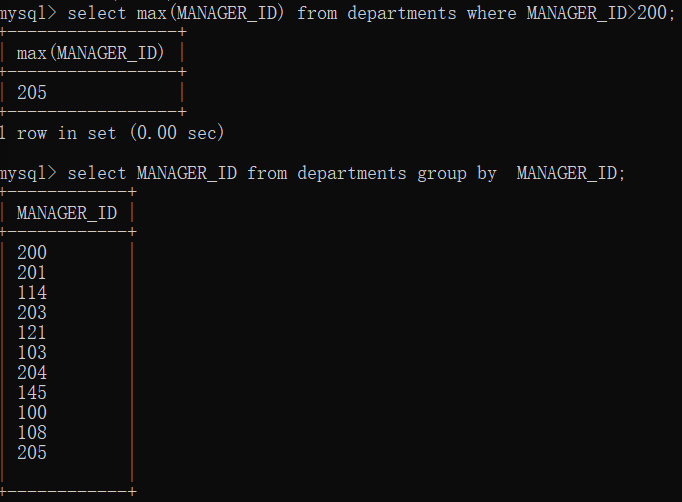 mysql> select max(MANAGER_ID) from departments where MANAGER_ID>200;
+-----------------+
| max(MANAGER_ID) |
+-----------------+
| 205             |
+-----------------+
1 row in set (0.00 sec)

mysql> select MANAGER_ID from departments group by  MANAGER_ID;
+------------+
| MANAGER_ID |
+------------+
| 200        |
| 201        |
| 114        |
| 203        |
| 121        |
| 103        |
| 204        |
| 145        |
| 100        |
| 108        |
| 205        |
|            |
+------------+